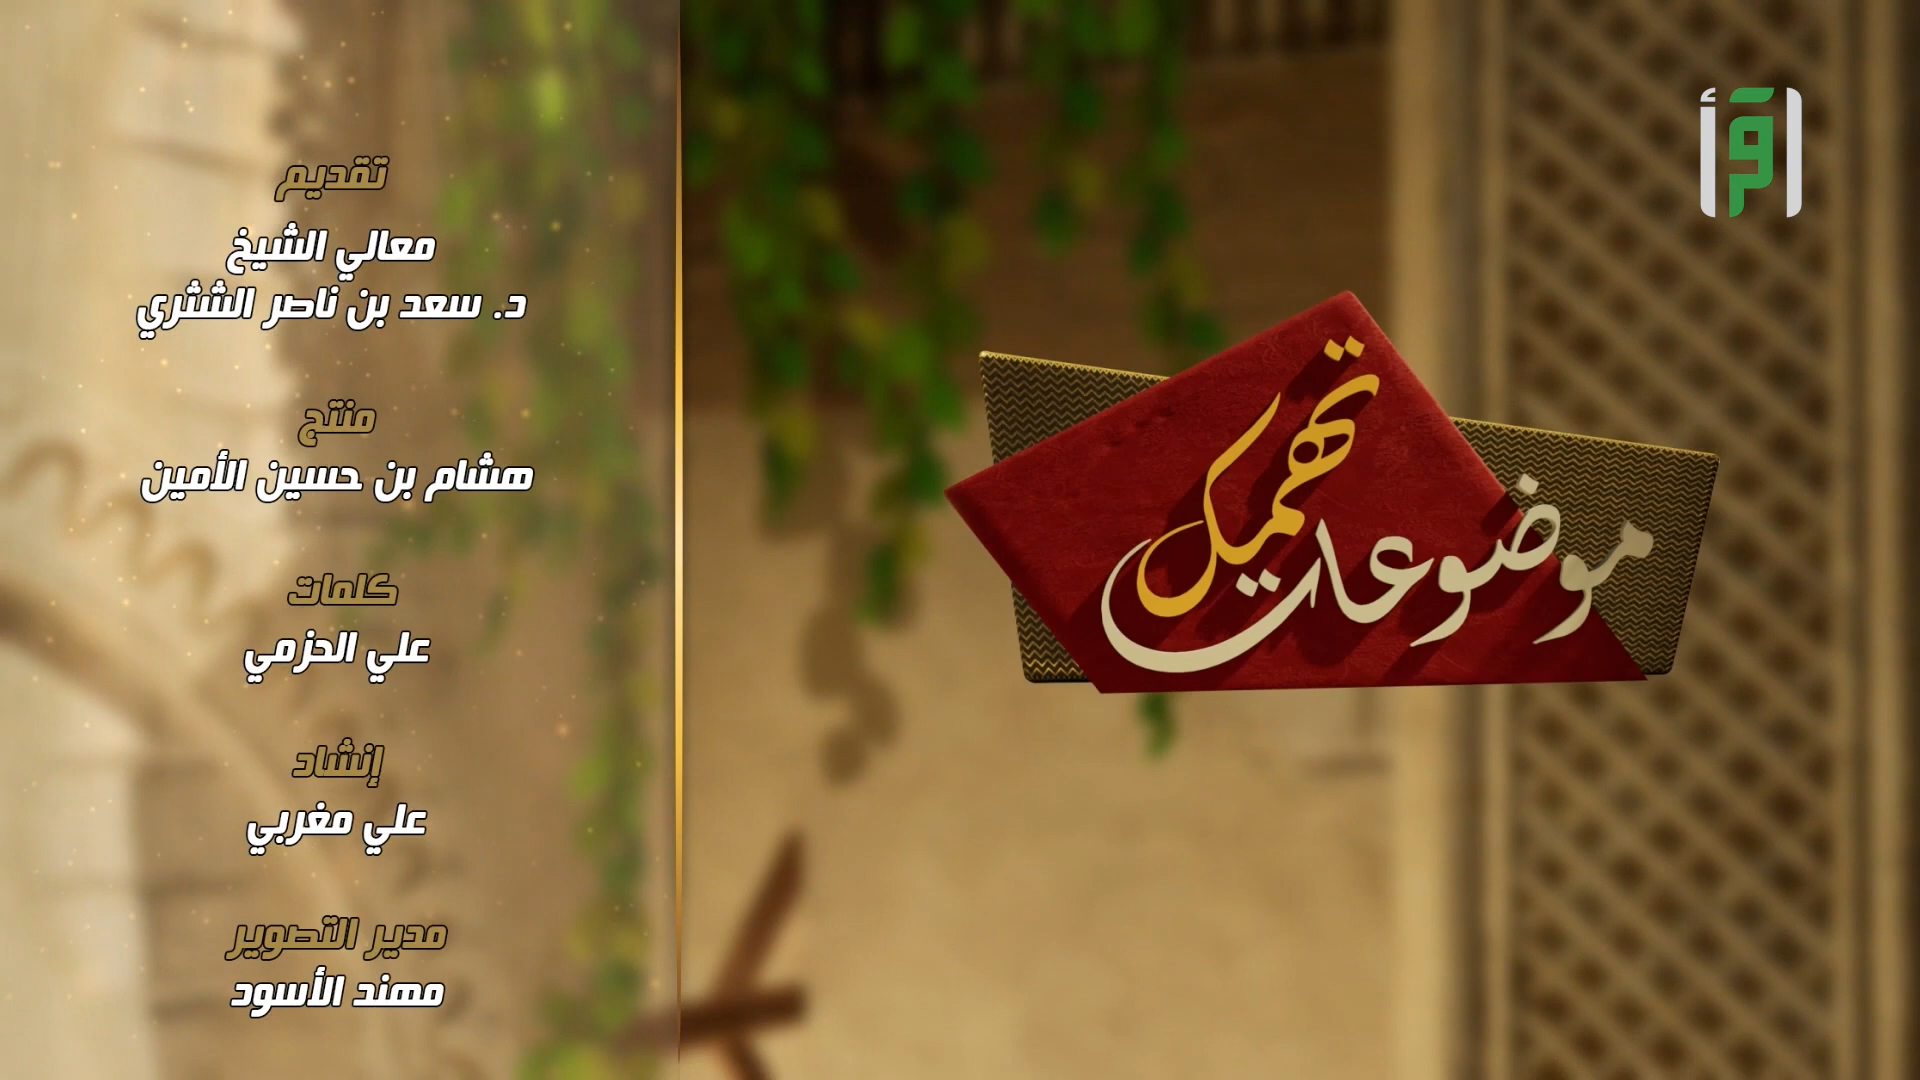 اقرأ
موضوعات تهمك
تقديم
معالي الشيخ
د. سعد بن ناصر الشثري
منتج
هشام بن حسين الأمين
كلمات
علي الحزمي
إنشاد
علي مغربي
مدير التصوير
مهند الأسود